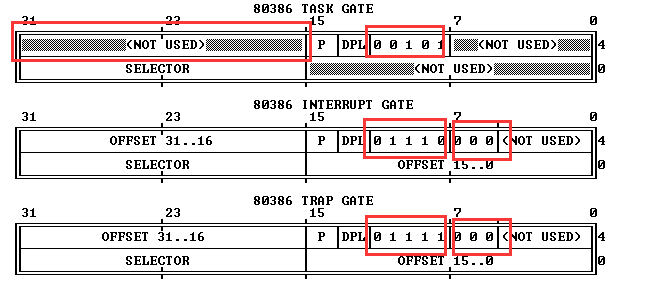 80386 TASK GATE
31 23 15 7 0
(NOT USED) P DPL 0 0 1 0 1 (NOT USED) 4
SELECTOR (NOT USED) 0
80386 INTERRUPT GATE
31 23 15 7 0
OFFSET 31..16 P DPL 0 1 1 1 0 0 0 0 (NOT USED) 4
SELECTOR OFFSET 15..0 0
80386 TRAP GATE
31 23 15 7 0
OFFSET 31..16 P DPL 0 1 1 1 1 0 0 0 (NOT USED) 4
SELECTOR OFFSET 15..0 0